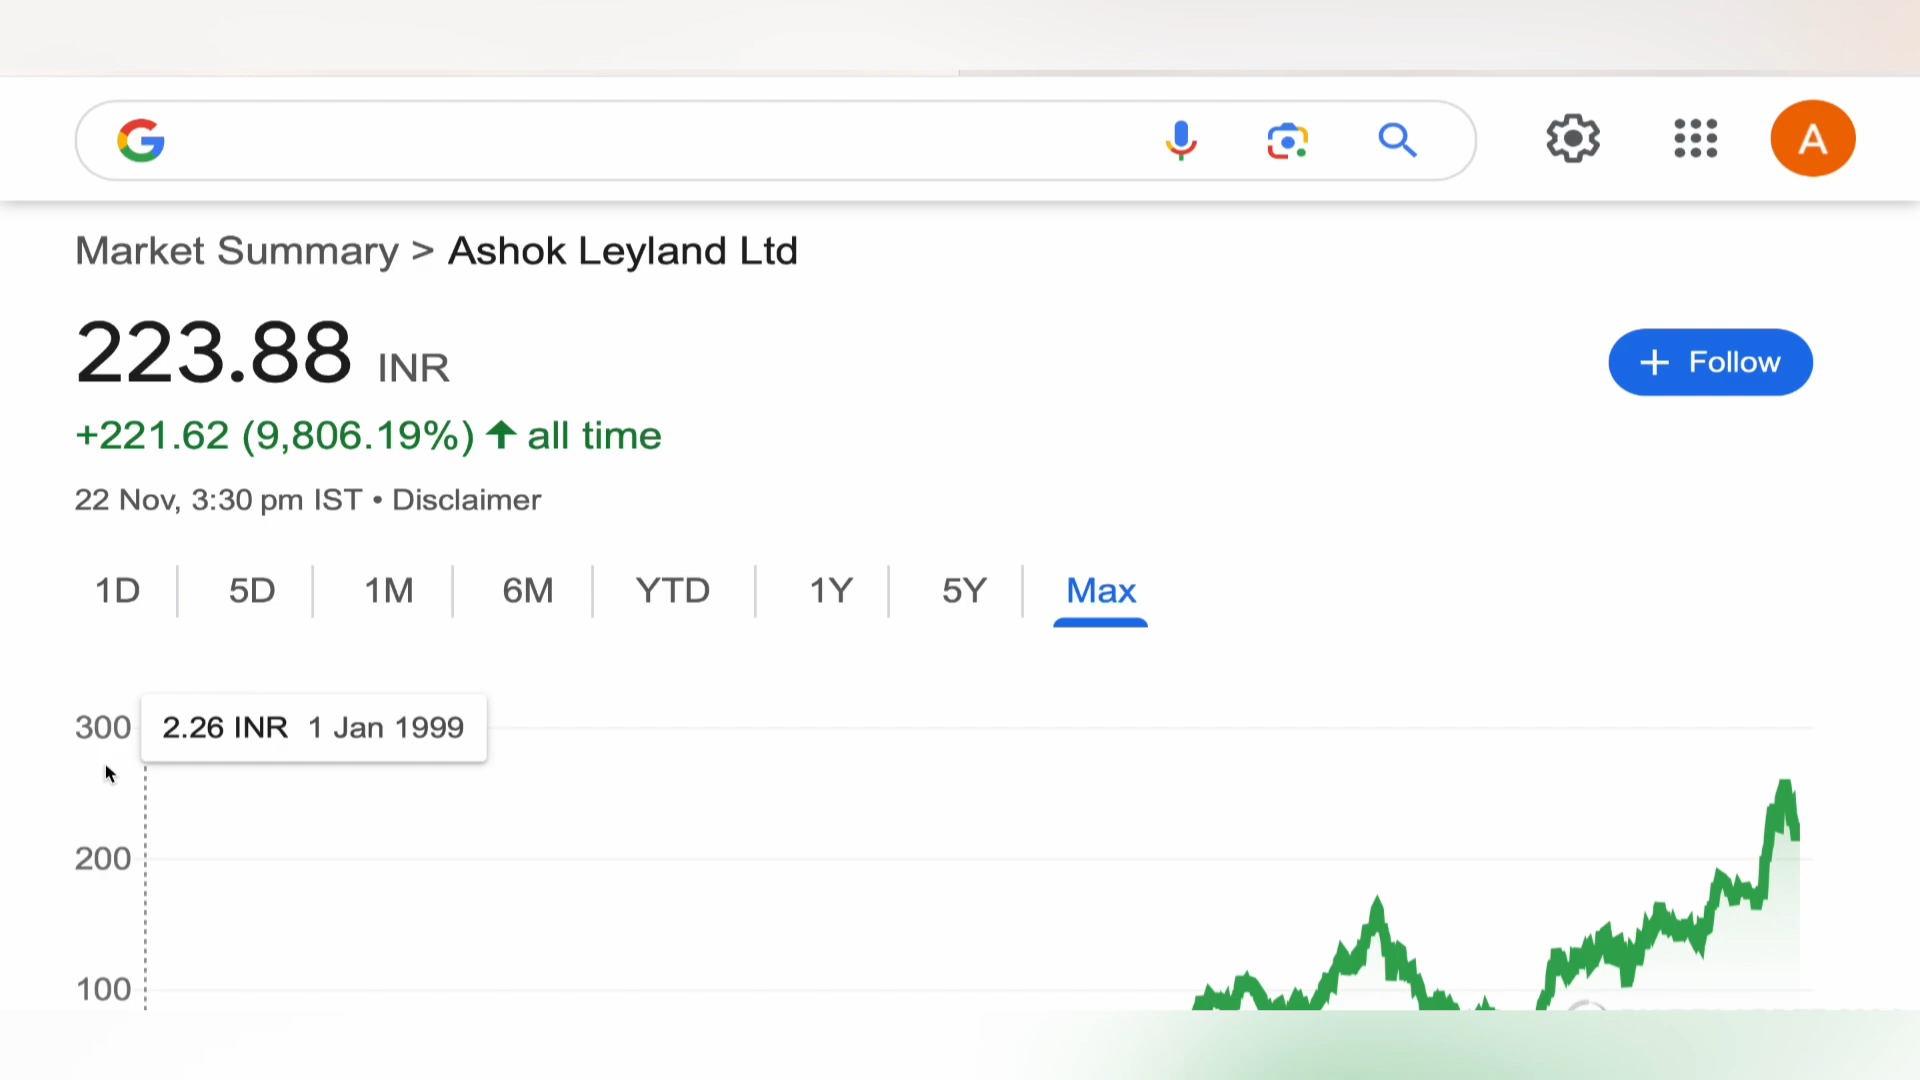 A
Market Summary > Ashok Leyland Ltd
223.88 INR
+ Follow
+221.62 (9,806.19%) ↑ all time
22 Nov, 3:30 pm IST • Disclaimer
1D 5D 1M 6M YTD 1Y 5Y Max
300 2.26 INR 1 Jan 1999
200
100